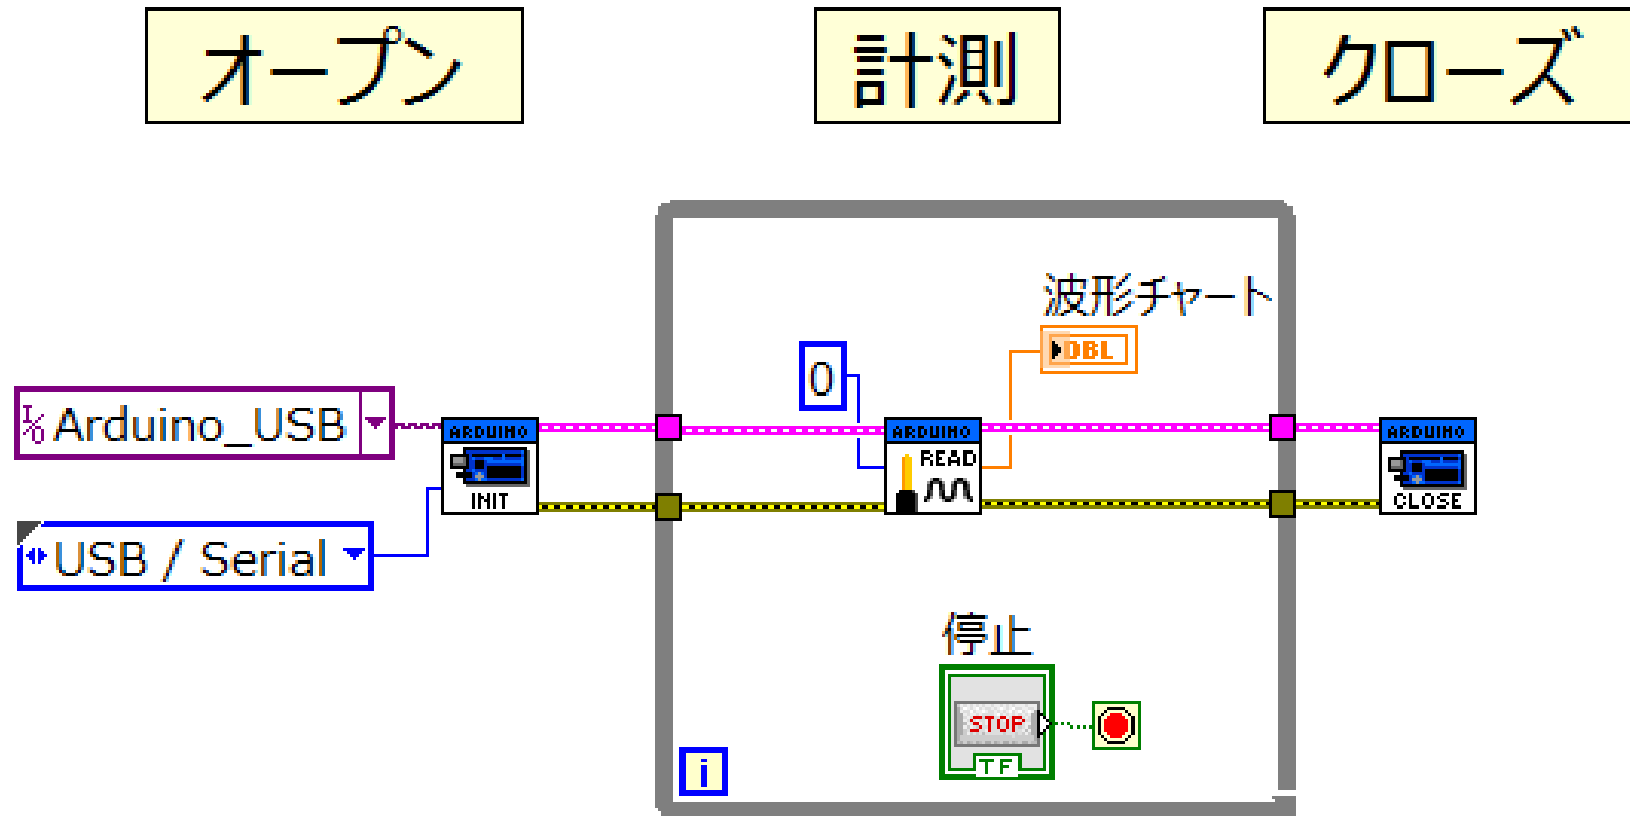 オープン
計測
クローズ
波形チャート
DBL
0
I/O Arduino_USB
ARDUINO
INIT
ARDUINO
READ
ARDUINO
CLOSE
USB / Serial
停止
STOP
TF
i